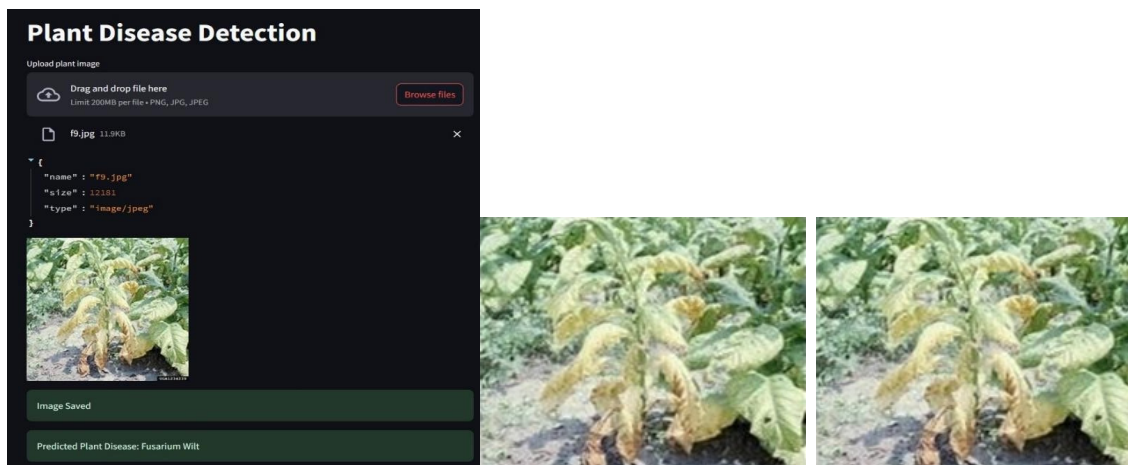 Plant Disease Detection
Upload plant image
Drag and drop file here
Limit 200MB per file • PNG, JPG, JPEG
Browse files
f9.jpg 11.9KB
{
"name" : "f9.jpg"
"size" : 12181
"type" : "image/jpeg"
}
Image Saved
Predicted Plant Disease: Fusarium Wilt